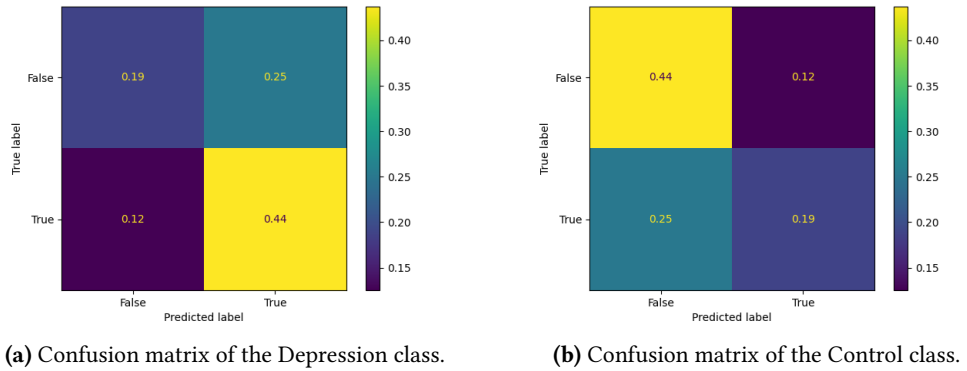 0.40
False
0.19
0.25
0.35
True label
0.30
0.25
True
0.12
0.44
0.20
0.15
False
True
Predicted label
(a) Confusion matrix of the Depression class.
0.40
False
0.44
0.12
0.35
True label
0.30
0.25
True
0.25
0.19
0.20
0.15
False
True
Predicted label
(b) Confusion matrix of the Control class.